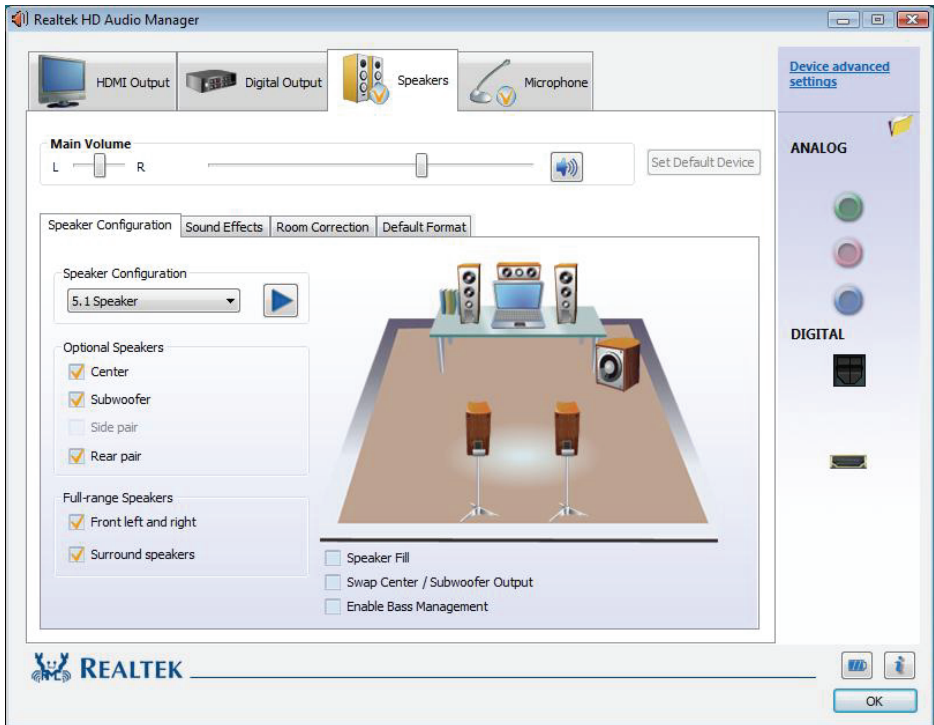 Realtek HD Audio Manager
HDMI Output
Digital Output
Speakers
Microphone
Device advanced
settings
Main Volume
L
R
Set Default Device
ANALOG
Speaker Configuration
Sound Effects
Room Correction
Default Format
Speaker Configuration
5.1 Speaker
Optional Speakers
Center
Subwoofer
Side pair
Rear pair
DIGITAL
Full-range Speakers
Front left and right
Surround speakers
Speaker Fill
Swap Center / Subwoofer Output
Enable Bass Management
REALTEK
i
OK